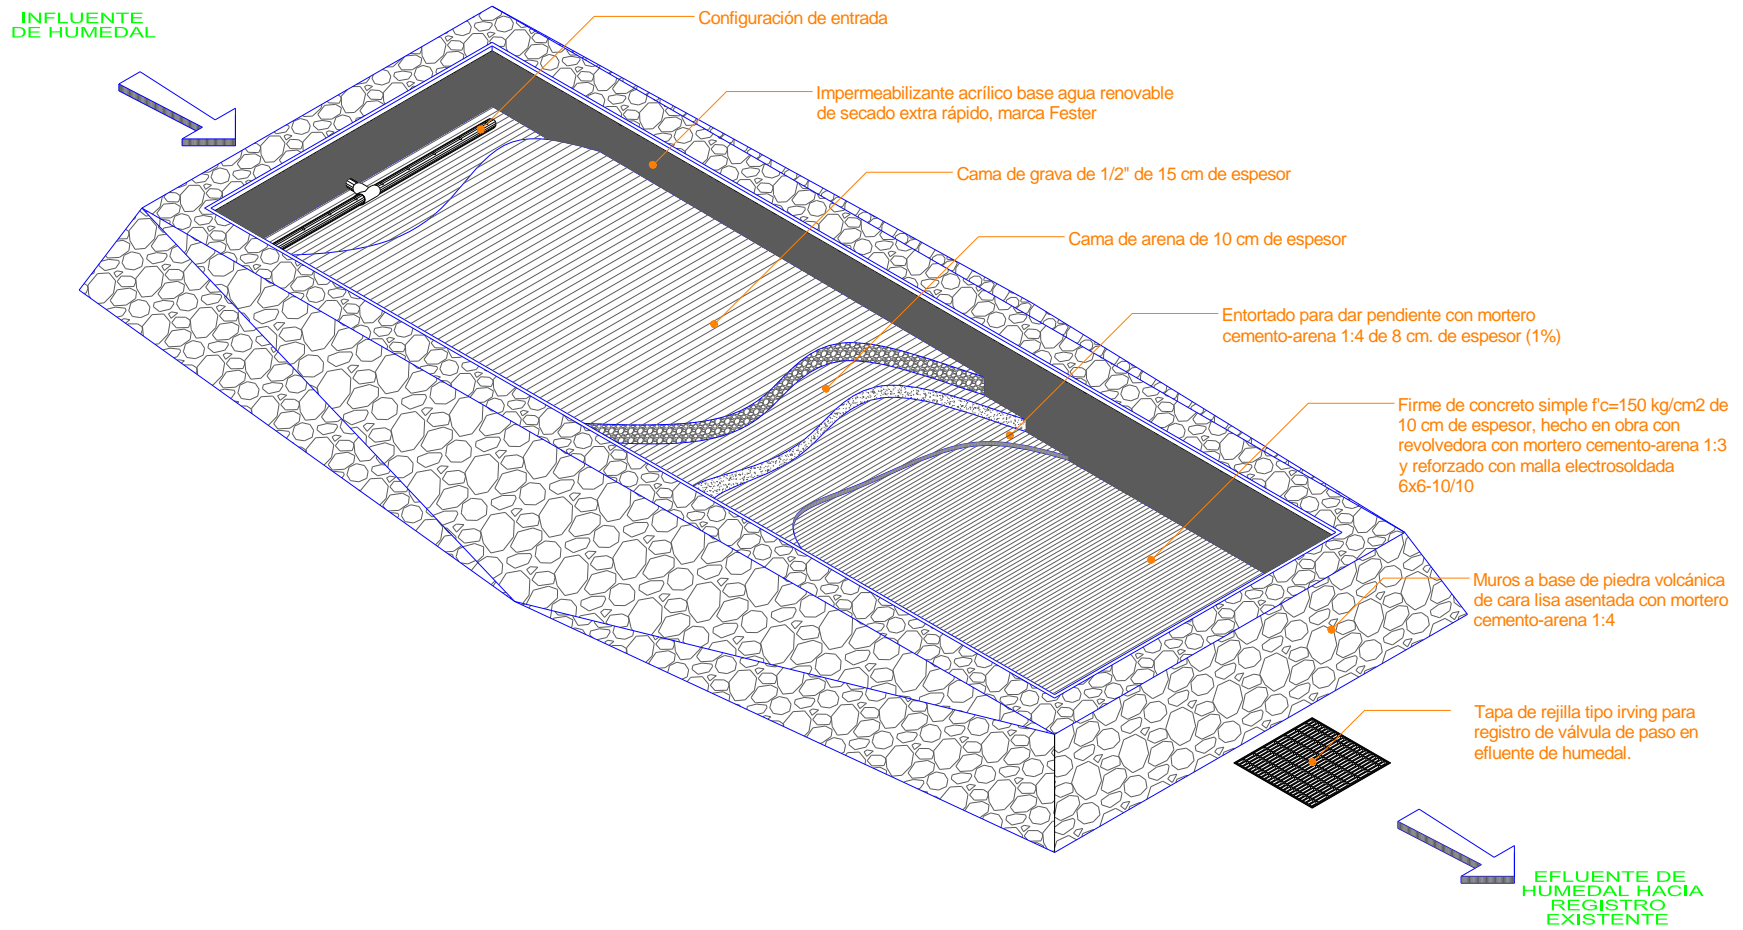 INFLUENTE
DE HUMEDAL
Configuración de entrada
Impermeabilizante acrílico base agua renovable
de secado extra rápido, marca Fester
Cama de grava de 1/2" de 15 cm de espesor
Cama de arena de 10 cm de espesor
Entortado para dar pendiente con mortero
cemento-arena 1:4 de 8 cm. de espesor (1%)
Firme de concreto simple f'c=150 kg/cm2 de
10 cm de espesor, hecho en obra con
revolvedora con mortero cemento-arena 1:3
y reforzado con malla electrosoldada
6x6-10/10
Muros a base de piedra volcánica
de cara lisa asentada con mortero
cemento-arena 1:4
Tapa de rejilla tipo irving para
registro de válvula de paso en
efluente de humedal.
EFLUENTE DE
HUMEDAL HACIA
REGISTRO
EXISTENTE